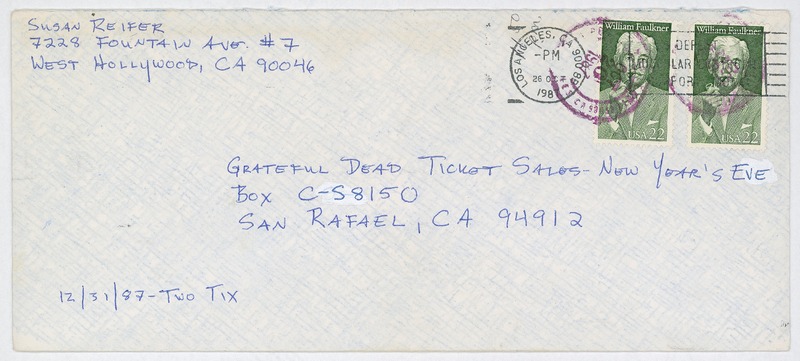 Susan Reifer
7228 Fountain Ave. #7
West Hollywood, CA 90046
LOS ANGELES, CA 900
-PM
26 OCT
1987
William Faulkner
USA 22
William Faulkner
USA 22
Grateful Dead Ticket Sales - New Year's Eve
Box C-S8150
San Rafael, CA 94912
12/31/87 - Two Tix